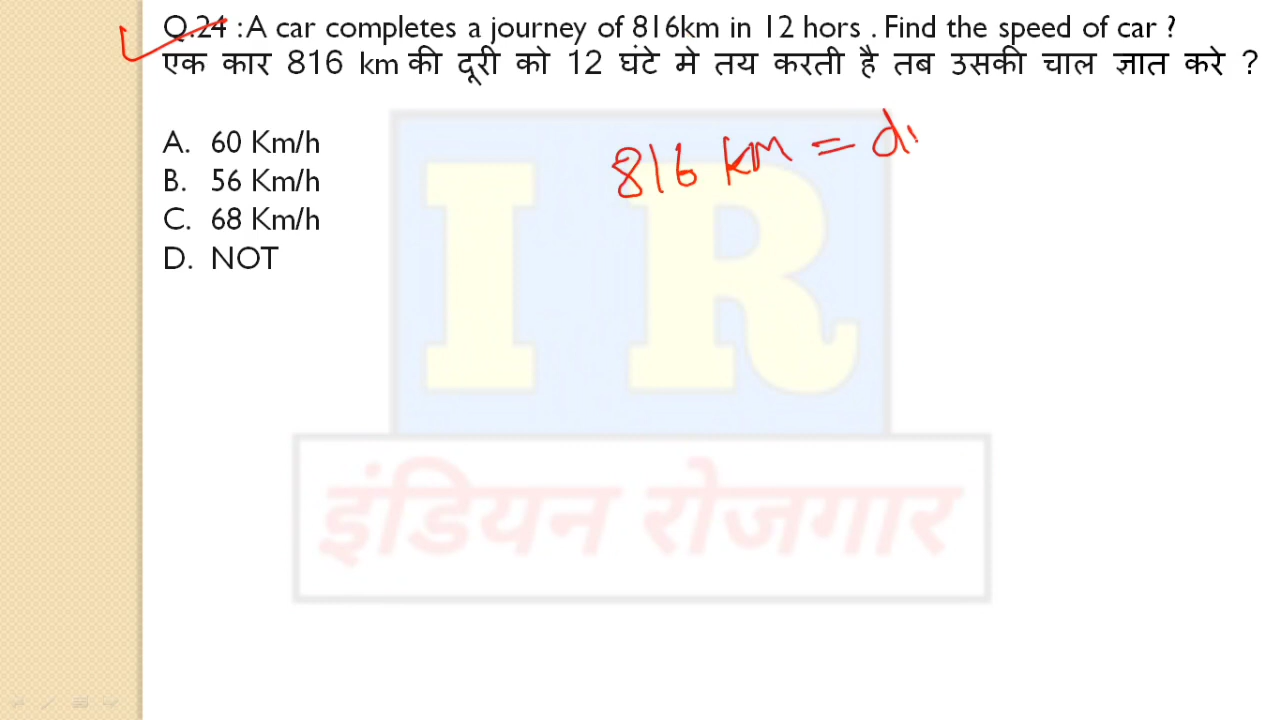 Q.24 : A car completes a journey of 816km in 12 hors . Find the speed of car ?
एक कार 816 km की दूरी को 12 घंटे मे तय करती है तब उसकी चाल ज्ञात करे ?
816 km = di
A. 60 Km/h
B. 56 Km/h
C. 68 Km/h
D. NOT
I R
इंडियन रोजगार